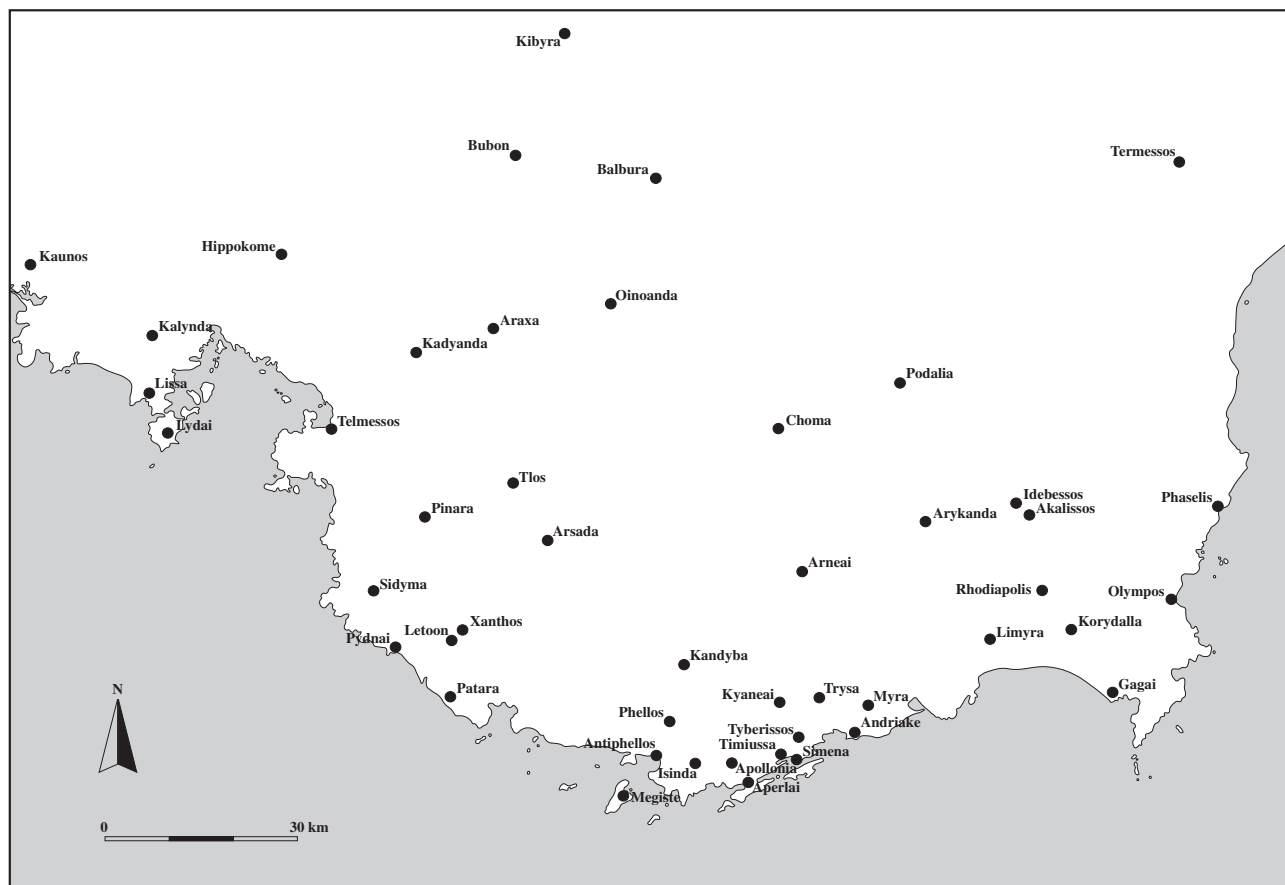 Kibyra
Bubon
Balbura
Termessos
Hippokome
Kaunos
Oinoanda
Araxa
Kalynda
Kadyanda
Podalia
Lissa
Telmessos
Choma
Lydai
Tlos
Idebessos
Phaselis
Pinara
Arykanda
Akalissos
Arsada
Arneai
Sidyma
Rhodiapolis
Olympos
Xanthos
Letoon
Korydalla
Pydnai
Limyra
Kandyba
Gagai
N
Patara
Kyaneai
Trysa
Myra
Phellos
Tyberissos
Andriake
Antiphellos
Timiussa
Simena
Isinda
Apollonia
Aperlai
Megiste
0 30 km